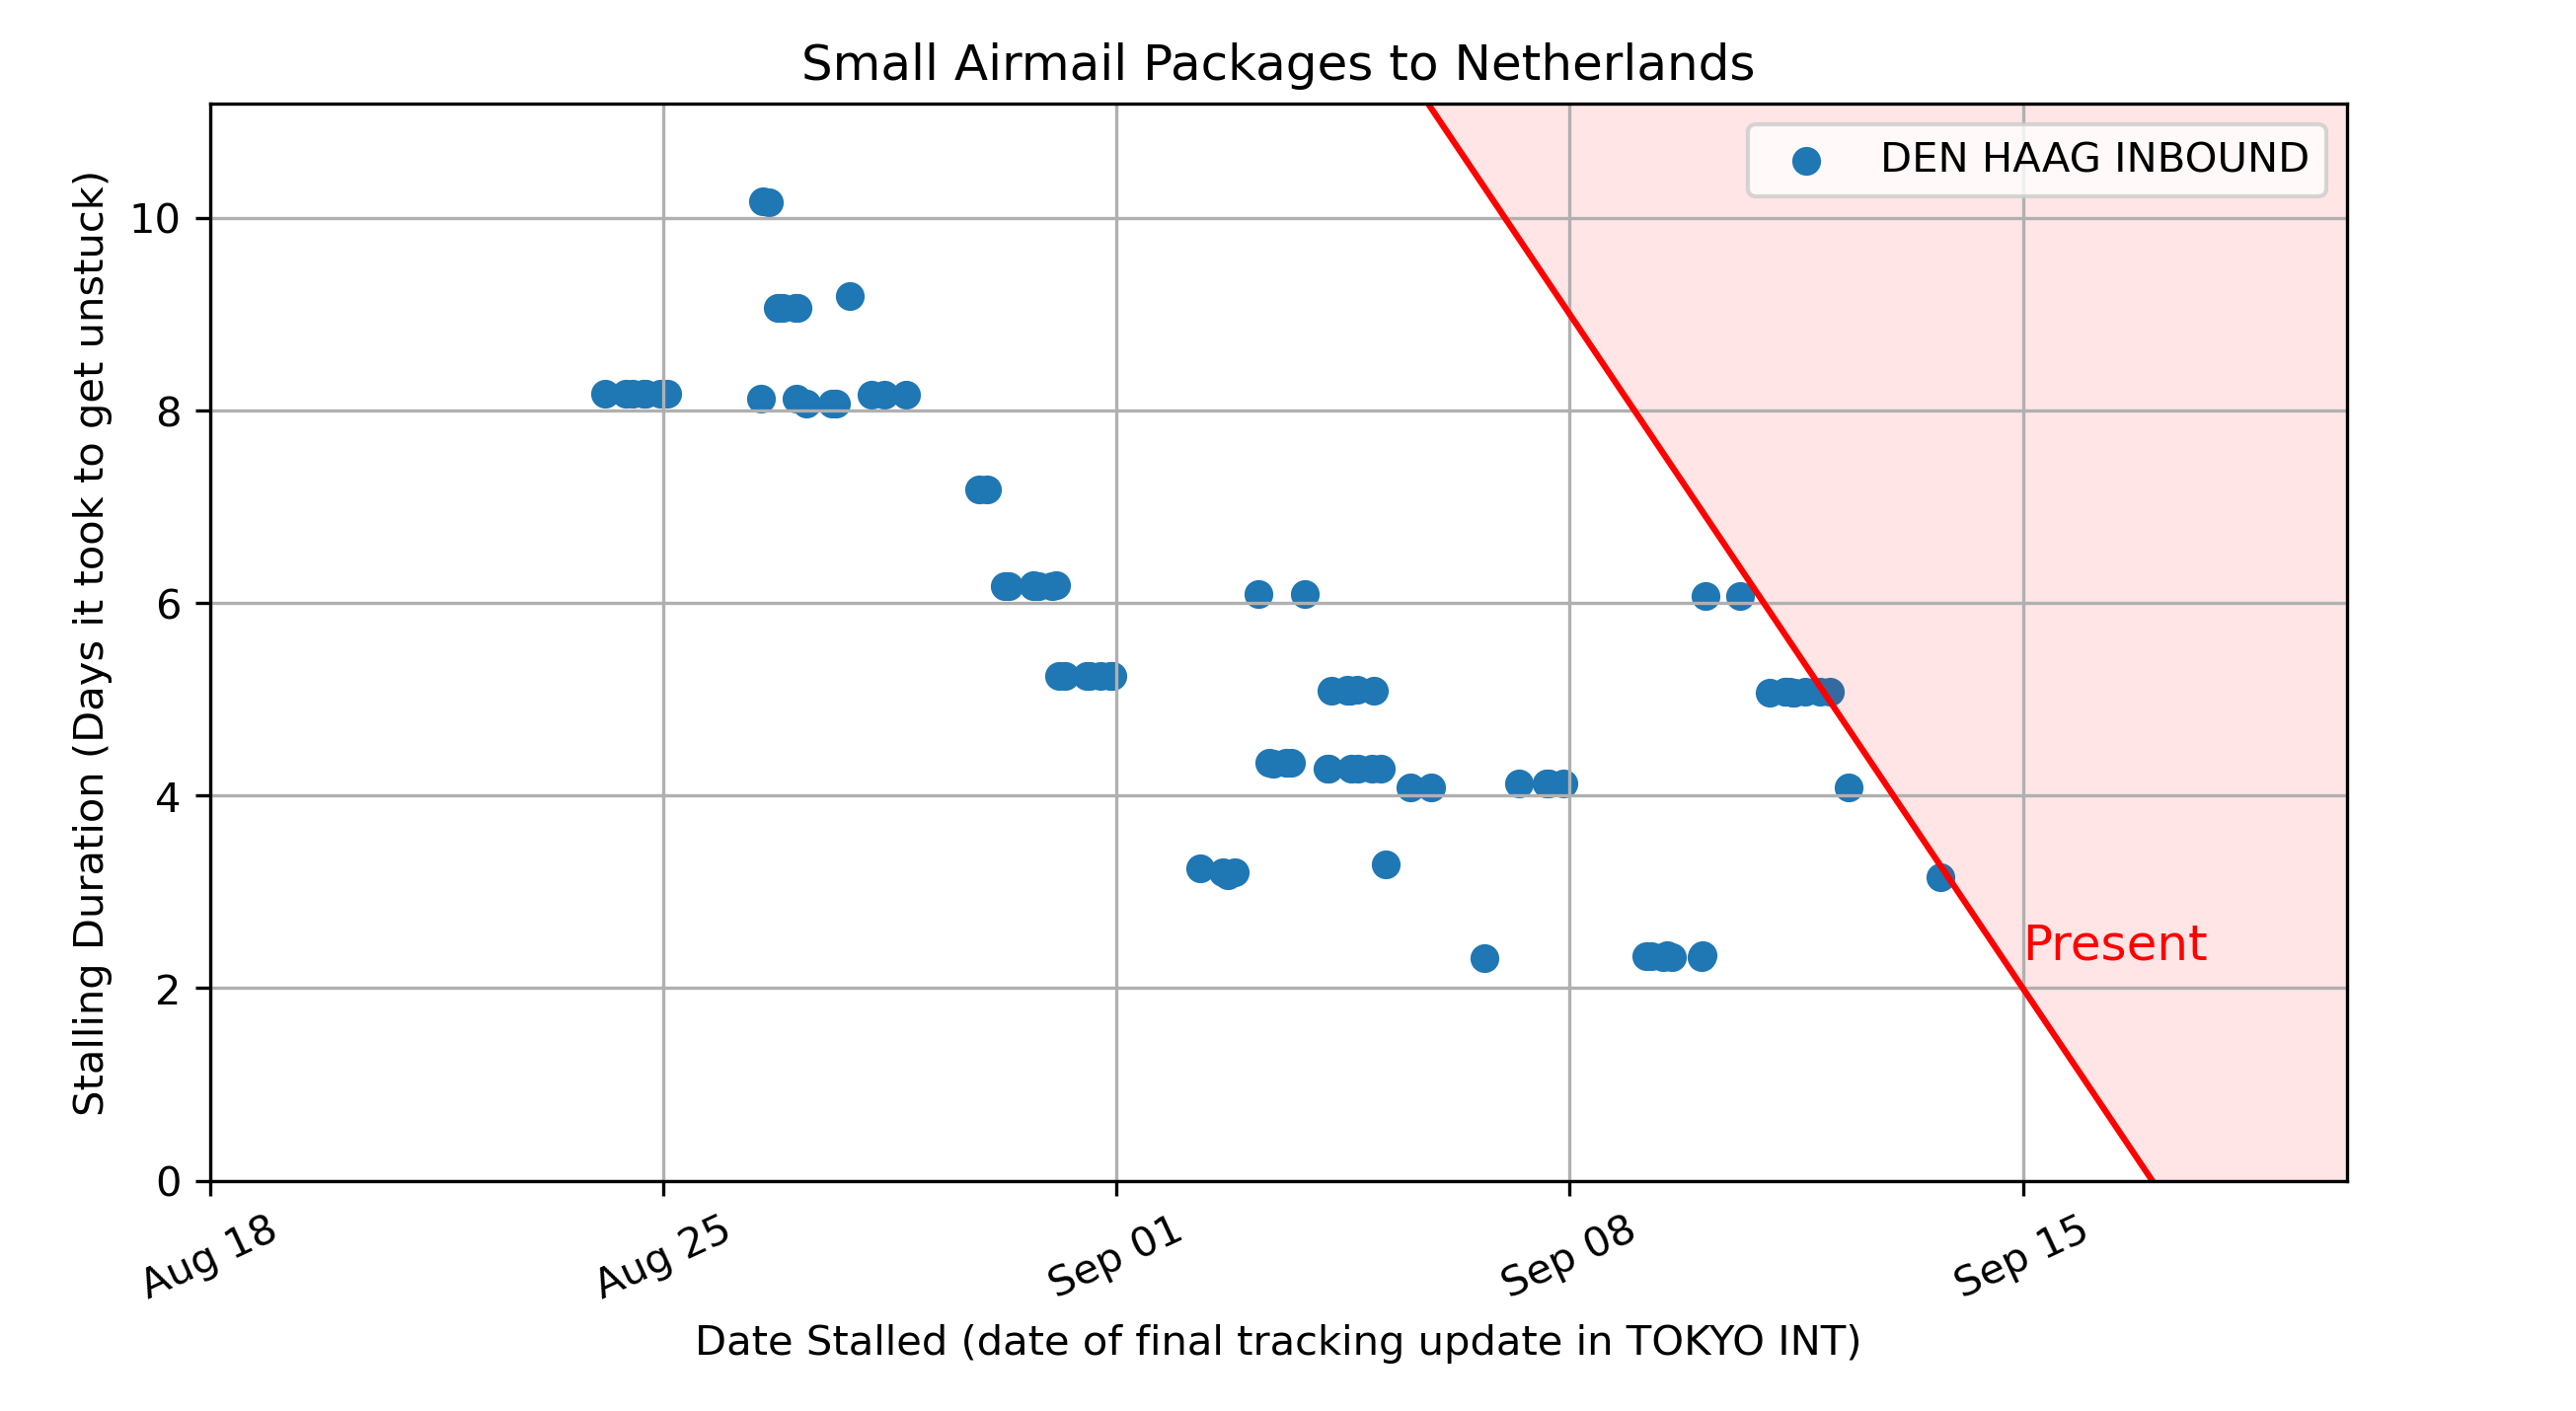 Small Airmail Packages to Netherlands
DEN HAAG INBOUND
Stalling Duration (Days it took to get unstuck)
10
8
6
4
2
0
Present
Aug 18
Aug 25
Sep 01
Sep 08
Sep 15
Date Stalled (date of final tracking update in TOKYO INT)